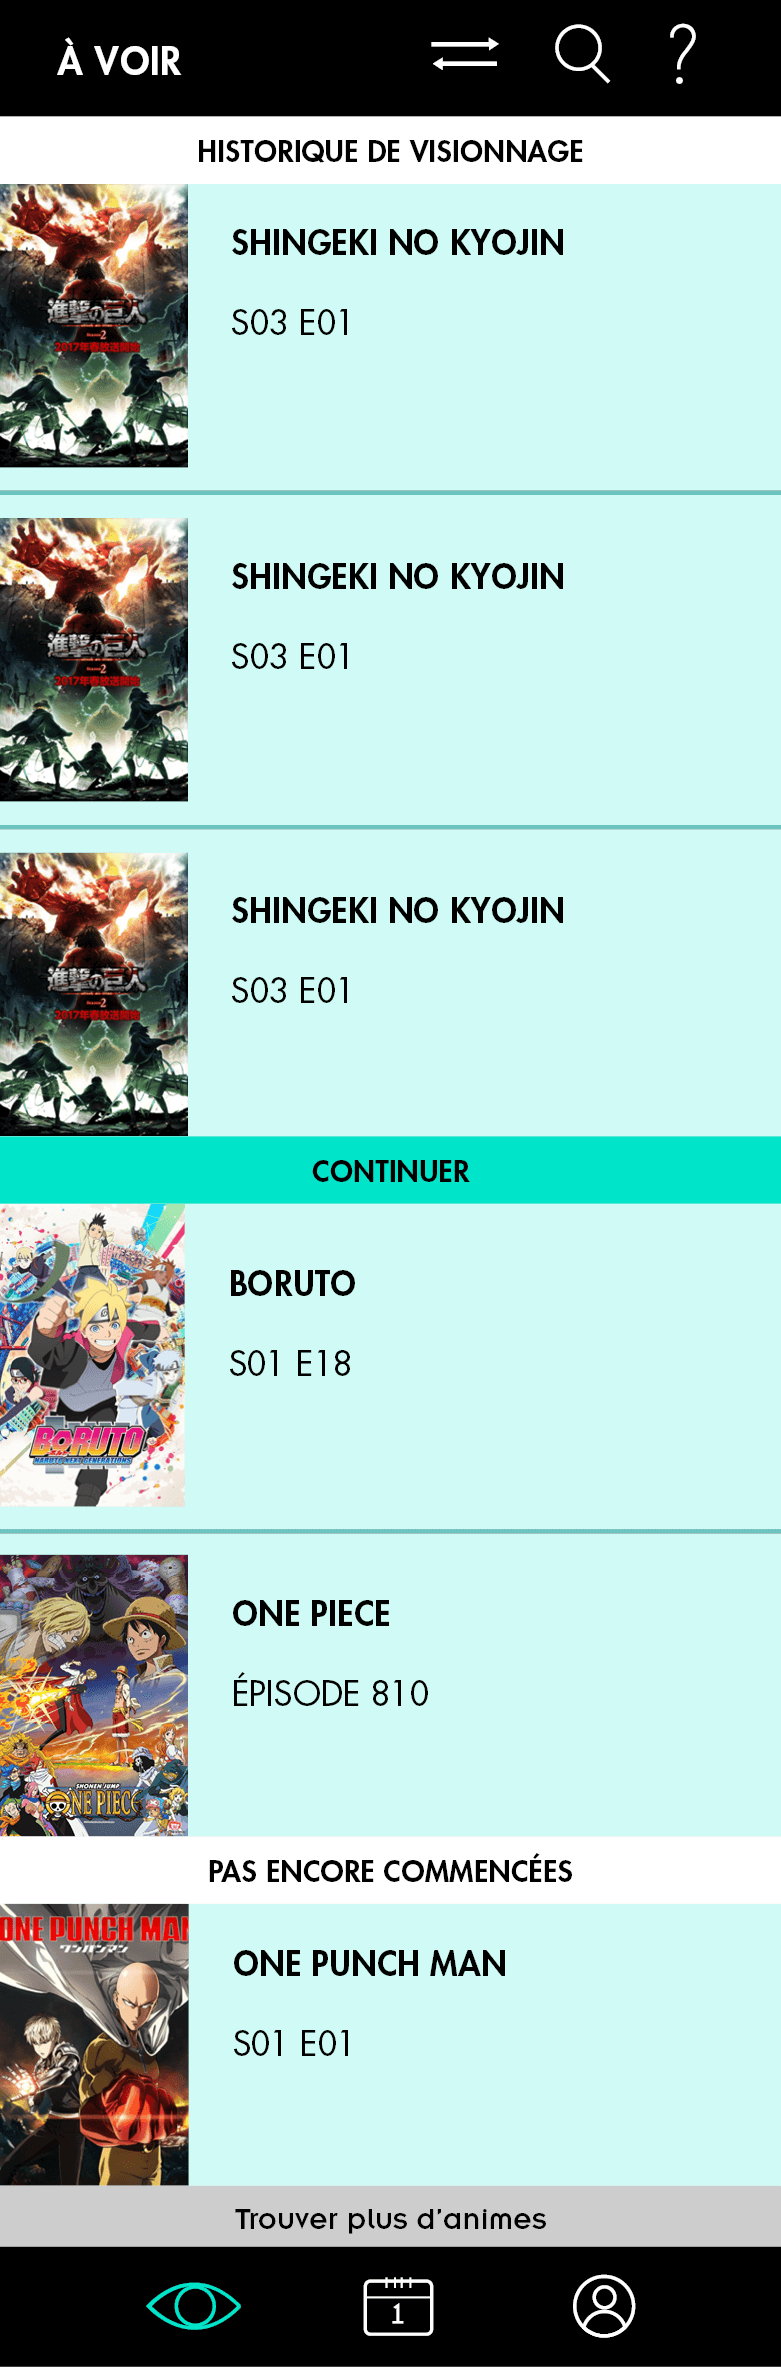 À VOIR
HISTORIQUE DE VISIONNAGE
SHINGEKI NO KYOJIN
S03 E01
進撃の巨人
Season 2
2017年春放送開始
SHINGEKI NO KYOJIN
S03 E01
進撃の巨人
Season 2
2017年春放送開始
SHINGEKI NO KYOJIN
S03 E01
進撃の巨人
Season 2
2017年春放送開始
CONTINUER
BORUTO
S01 E18
BORUTO
NARUTO NEXT GENERATIONS
ONE PIECE
ÉPISODE 810
SHONEN JUMP
ONE PIECE
PAS ENCORE COMMENCÉES
ONE PUNCH MAN
ワンパンマン
ONE PUNCH MAN
S01 E01
Trouver plus d'animes
1